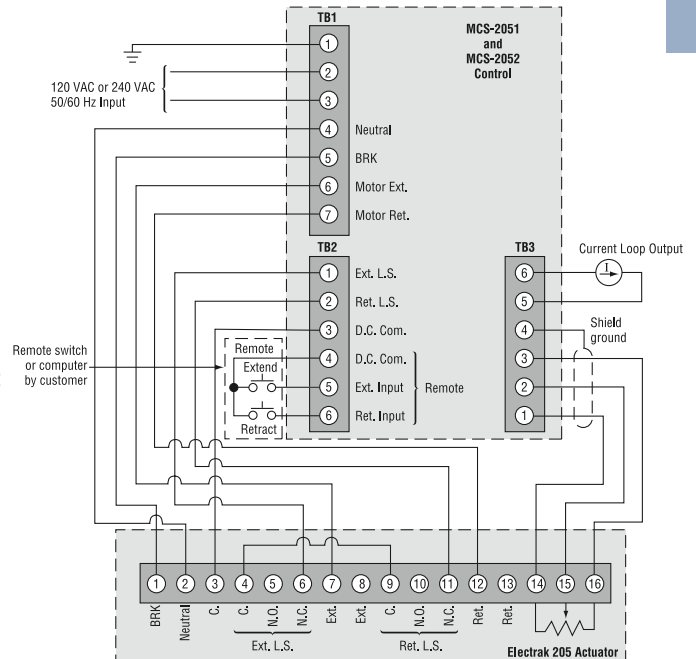 TB1
MCS-2051
and
MCS-2052
Control
1
2
3
4
5
6
7
120 VAC or 240 VAC
50/60 Hz Input
Neutral
BRK
Motor Ext.
Motor Ret.
TB2
1
2
3
4
5
6
Ext. L.S.
Ret. L.S.
D.C. Com.
D.C. Com.
Ext. Input
Ret. Input
Remote
TB3
6
5
4
3
2
1
Current Loop Output
I
Shield
ground
Remote switch
or computer
by customer
Remote
Extend
Retract
1 2 3 4 5 6 7 8 9 10 11 12 13 14 15 16
BRK
Neutral
C.
C.
N.O.
N.C.
Ext.
Ext.
C.
N.O.
N.C.
Ret.
Ret.
Ext. L.S.
Ret. L.S.
Electrak 205 Actuator